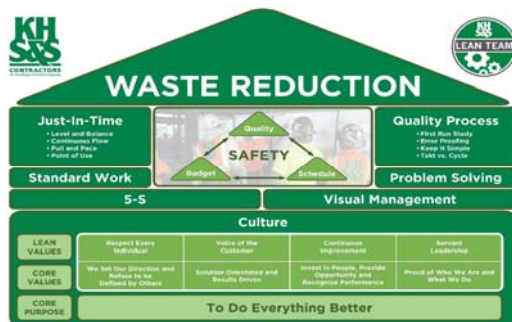 KHS&S
CONTRACTORS
KHS&S
LEAN TEAM
WASTE REDUCTION
Just-In-Time
• Level and Balance
• Continuous Flow
• Pull and Pace
• Point of Use
Quality
SAFETY
Budget
Schedule
Quality Process
• First Run Study
• Error Proofing
• Keep it Simple
• Takt vs. Cycle
Standard Work
Problem Solving
5-S
Visual Management
Culture
LEAN
VALUES
Respect Every
Individual
Voice of the
Customer
Continuous
Improvement
Servant
Leadership
CORE
VALUES
We Set Our Direction and
Refuse to be
Defined by Others
Solution Orientated and
Results Driven
Invest in People, Provide
Opportunity and
Recognize Performance
Proud of Who We Are and
What We Do
CORE
PURPOSE
To Do Everything Better